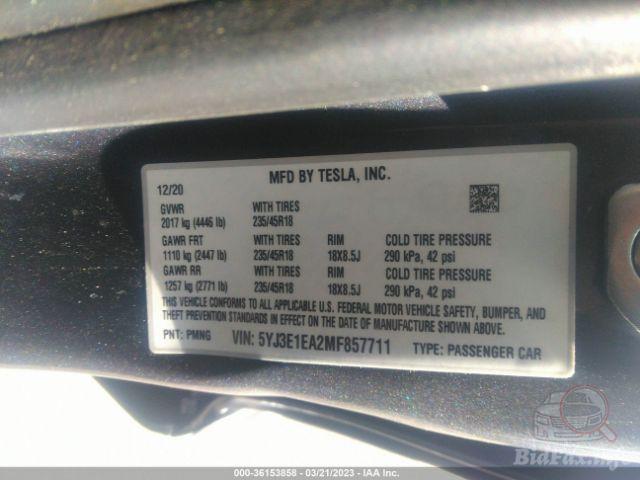 MFD BY TESLA, INC.
12/20
GVWR WITH TIRES
2017 kg (4446 lb) 235/45R18
GAWR FRT WITH TIRES RIM COLD TIRE PRESSURE
1110 kg (2447 lb) 235/45R18 18X8.5J 290 kPa, 42 psi
GAWR RR WITH TIRES RIM COLD TIRE PRESSURE
1257 kg (2771 lb) 235/45R18 18X8.5J 290 kPa, 42 psi
THIS VEHICLE CONFORMS TO ALL APPLICABLE U.S. FEDERAL MOTOR VEHICLE SAFETY, BUMPER, AND
THEFT PREVENTION STANDARDS IN EFFECT ON THE DATE OF MANUFACTURE SHOWN ABOVE.
PNT: PMNG VIN: 5YJ3E1EA2MF857711 TYPE: PASSENGER CAR
BidFax.info
000-36153858 - 03/21/2023 - IAA Inc.